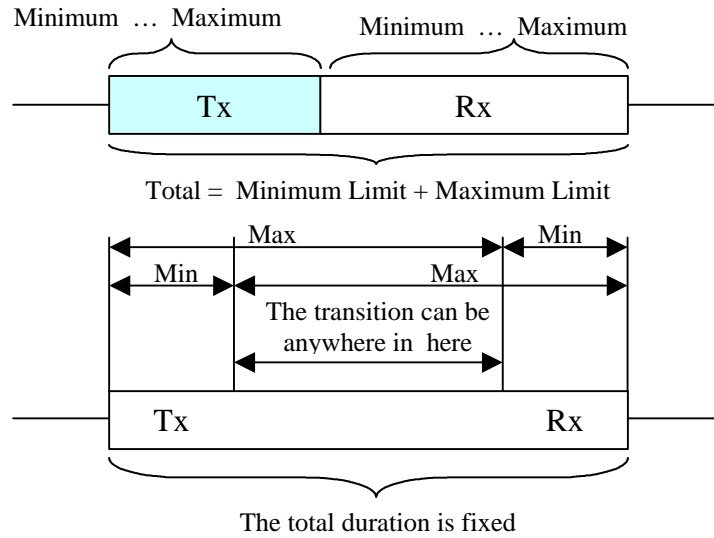 Minimum … Maximum
Minimum … Maximum
Tx
Rx
Total = Minimum Limit + Maximum Limit
Max
Min
Min
Max
The transition can be
anywhere in here
Tx
Rx
The total duration is fixed